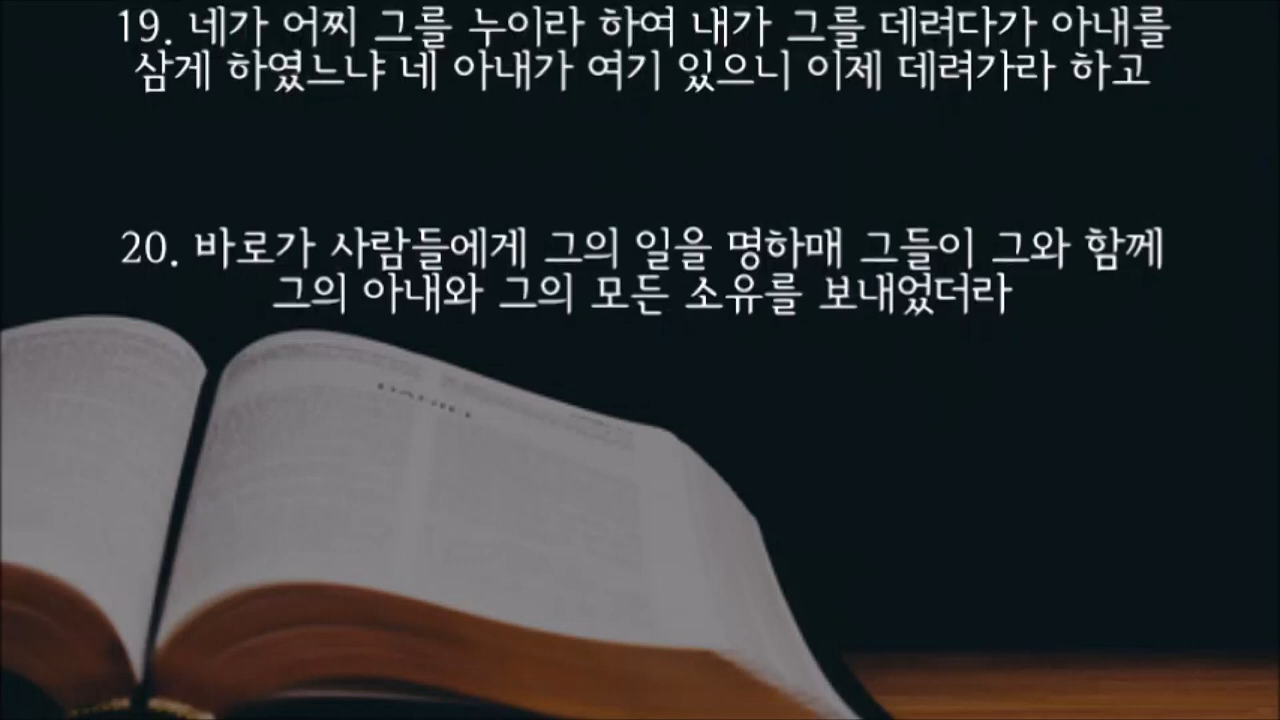 19. 네가 어찌 그를 누이라 하여 내가 그를 데려다가 아내를
삼게 하였느냐 네 아내가 여기 있으니 이제 데려가라 하고
20. 바로가 사람들에게 그의 일을 명하매 그들이 그와 함께
그의 아내와 그의 모든 소유를 보내었더라